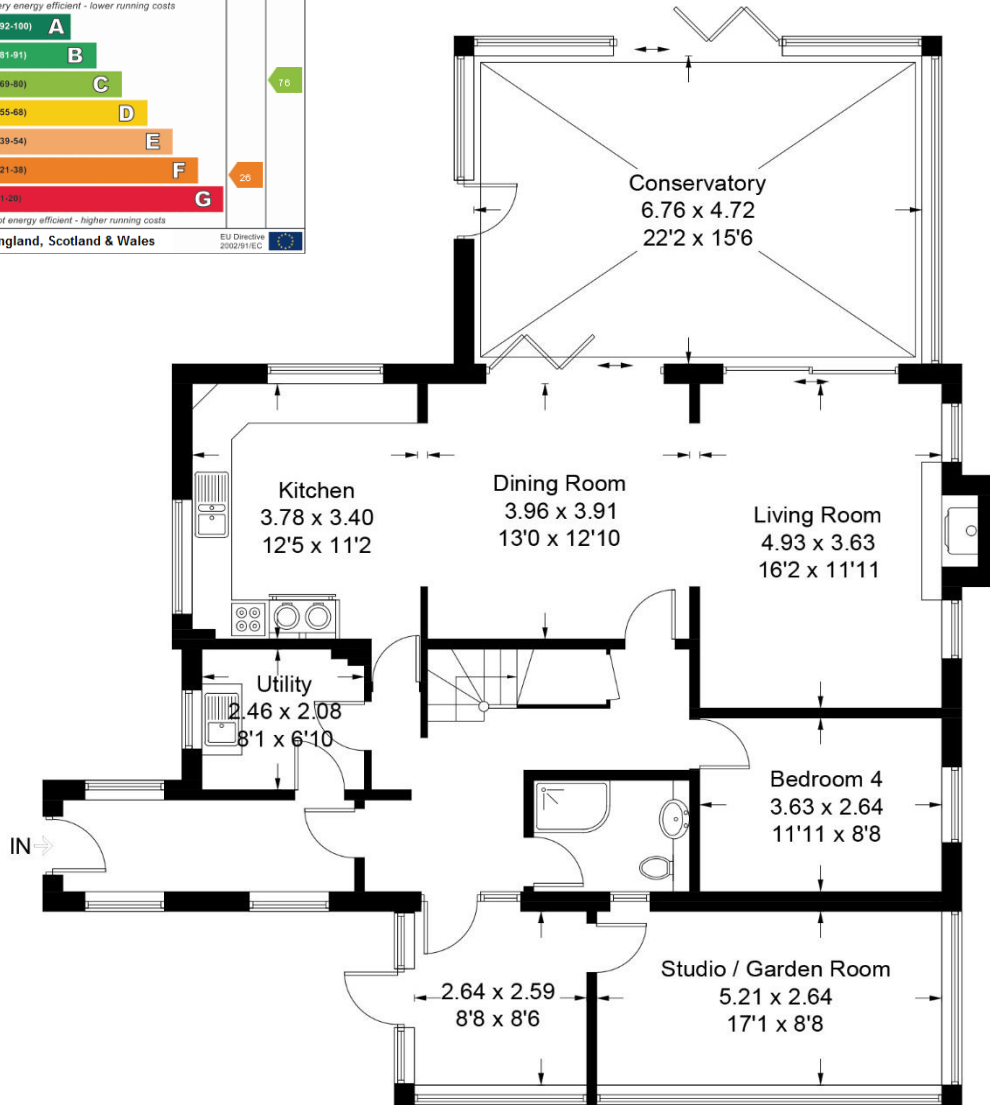 ery energy efficient - lower running costs
92-100) A
81-91) B
69-80) C
55-68) D
39-54) E
21-38) F
1-20) G
76
26
ot energy efficient - higher running costs
ngland, Scotland & Wales
EU Directive
2002/91/EC
Conservatory
6.76 x 4.72
22'2 x 15'6
Kitchen
3.78 x 3.40
12'5 x 11'2
Dining Room
3.96 x 3.91
13'0 x 12'10
Living Room
4.93 x 3.63
16'2 x 11'11
Utility
2.46 x 2.08
8'1 x 6'10
Bedroom 4
3.63 x 2.64
11'11 x 8'8
IN
2.64 x 2.59
8'8 x 8'6
Studio / Garden Room
5.21 x 2.64
17'1 x 8'8